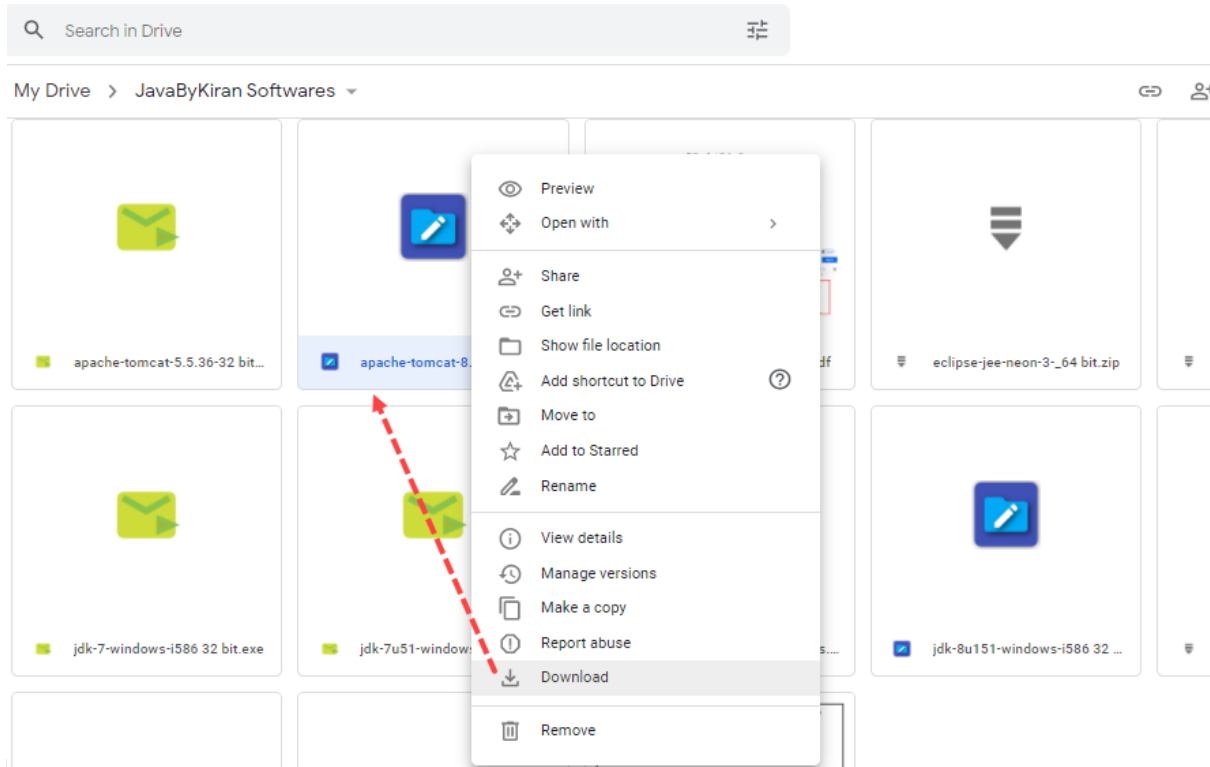 Search in Drive
My Drive > JavaByKiran Softwares
Preview
Open with
Share
Get link
Show file location
Add shortcut to Drive
Move to
Add to Starred
Rename
View details
Manage versions
Make a copy
Report abuse
Download
Remove
apache-tomcat-5.5.36-32 bit...
apache-tomcat-8.
df
eclipse-jee-neon-3-_64 bit.zip
jdk-7-windows-i586 32 bit.exe
jdk-7u51-window
s....
jdk-8u151-windows-i586 32 ...